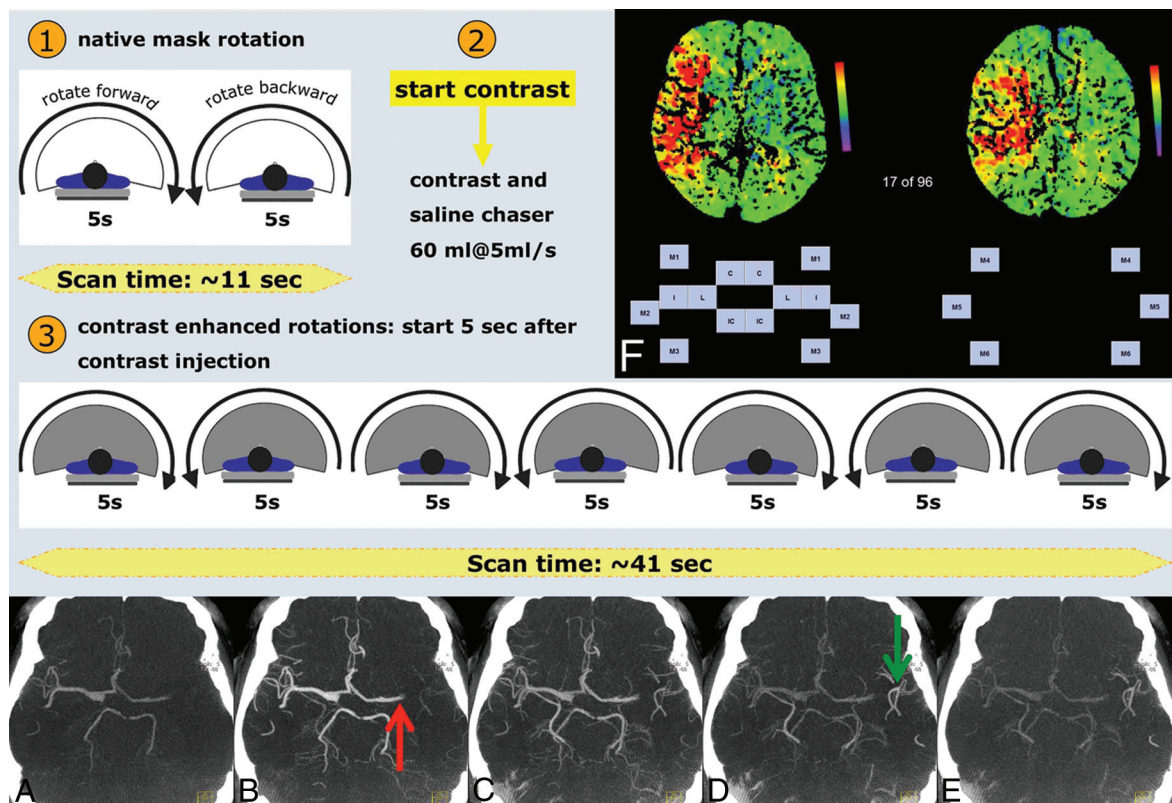 1 native mask rotation
rotate forward
rotate backward
5s
5s
Scan time: ~11 sec
2
start contrast
contrast and
saline chaser
60 ml@5ml/s
17 of 96
M1 M1 M4 M4
C C
I L L I
M2 M2 M5 M5
IC IC
M3 M3 M6 M6
F
3 contrast enhanced rotations: start 5 sec after
contrast injection
5s 5s 5s 5s 5s 5s 5s
Scan time: ~41 sec
A B C D E